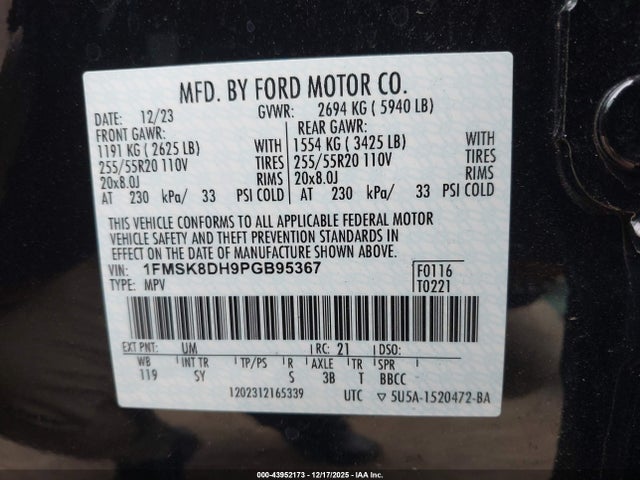 MFD. BY FORD MOTOR CO.
DATE: 12/23 GVWR: 2694 KG ( 5940 LB)
FRONT GAWR: REAR GAWR:
1191 KG ( 2625 LB) WITH 1554 KG ( 3425 LB) WITH
255/55R20 110V TIRES 255/55R20 110V TIRES
20x8.0J RIMS 20x8.0J RIMS
AT 230 kPa/ 33 PSI COLD AT 230 kPa/ 33 PSI COLD
THIS VEHICLE CONFORMS TO ALL APPLICABLE FEDERAL MOTOR
VEHICLE SAFETY AND THEFT PREVENTION STANDARDS IN
EFFECT ON THE DATE OF MANUFACTURE SHOWN ABOVE.
VIN: 1FMSK8DH9PGB95367 F0116
TYPE: MPV T0221
EXT PNT: UM RC: 21 DSO:
WB INT TR TP/PS R AXLE TR SPR
119 SY S 3B T BBCC
1202312165339 UTC 5U5A-1520472-BA
000-43952173 - 12/17/2025 - IAA Inc.